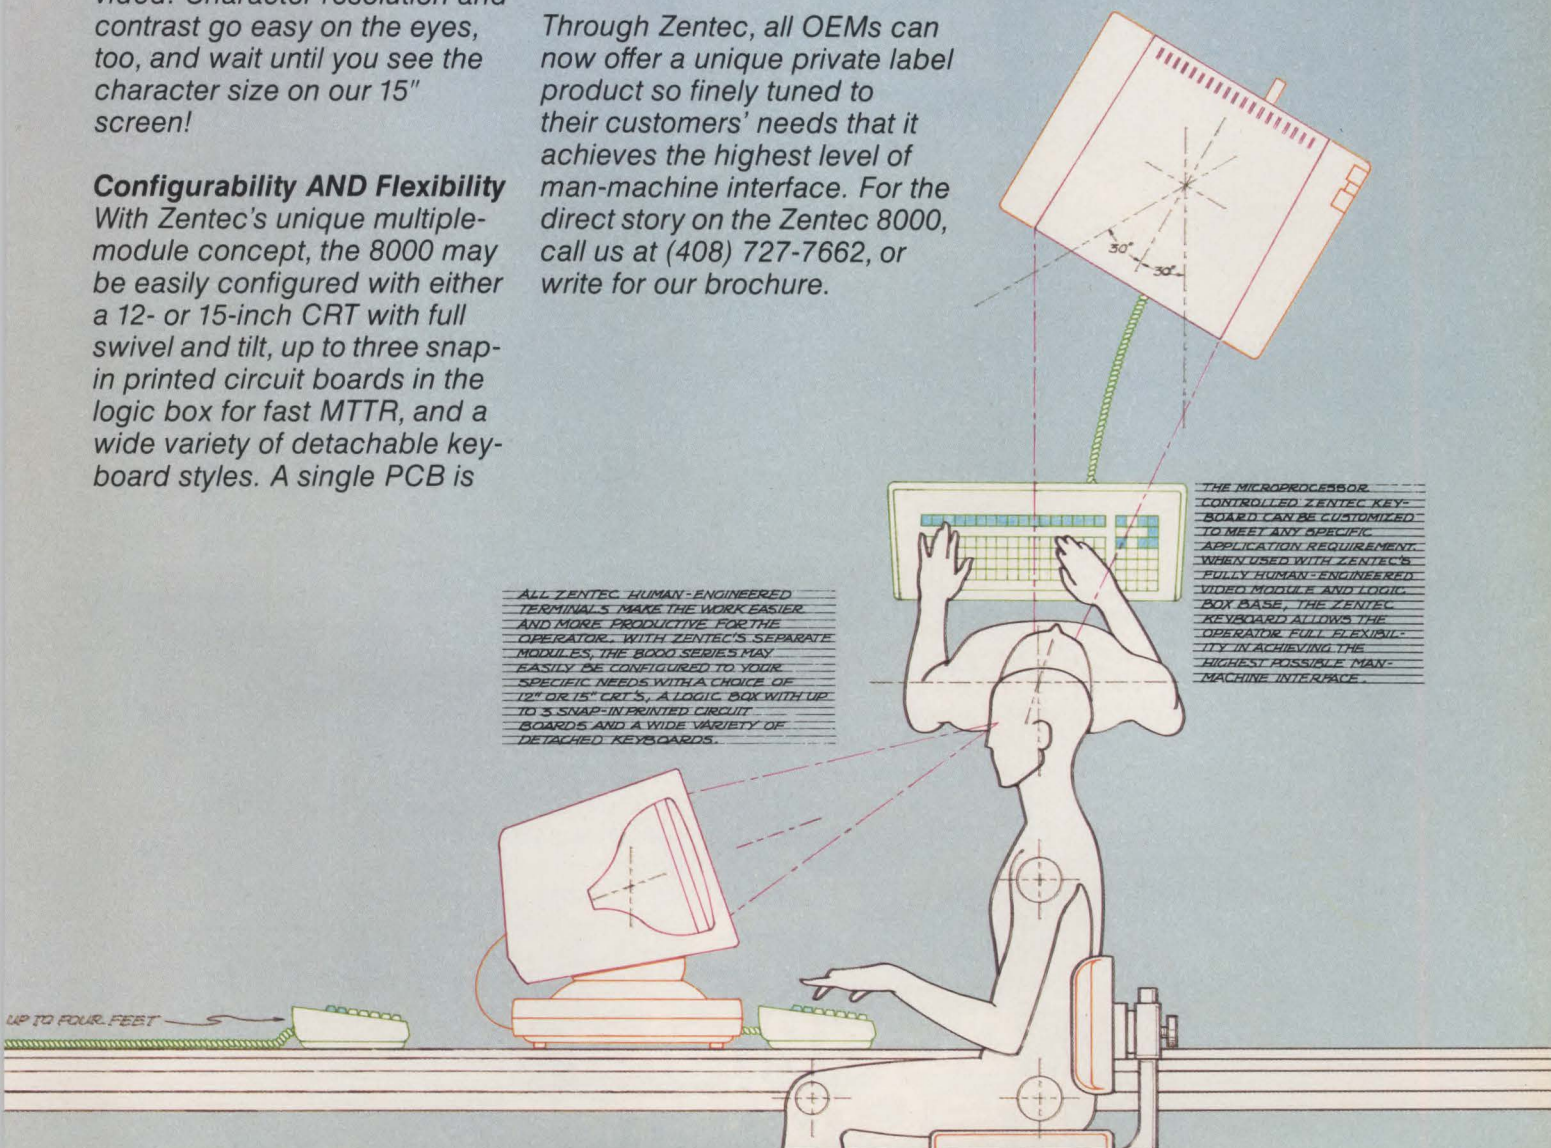 video. Character resolution and
contrast go easy on the eyes,
too, and wait until you see the
character size on our 15"
screen!
Configurability AND Flexibility
With Zentec's unique multiple-
module concept, the 8000 may
be easily configured with either
a 12- or 15-inch CRT with full
swivel and tilt, up to three snap-
in printed circuit boards in the
logic box for fast MTTR, and a
wide variety of detachable key-
board styles. A single PCB is
Through Zentec, all OEMs can
now offer a unique private label
product so finely tuned to
their customers' needs that it
achieves the highest level of
man-machine interface. For the
direct story on the Zentec 8000,
call us at (408) 727-7662, or
write for our brochure.
30°
30°
THE MICROPROCESSOR
CONTROLLED ZENTEC KEY-
BOARD CAN BE CUSTOMIZED
TO MEET ANY SPECIFIC
APPLICATION REQUIREMENT.
WHEN USED WITH ZENTEC'S
FULLY HUMAN-ENGINEERED
VIDEO MODULE AND LOGIC
BOX BASE, THE ZENTEC
KEYBOARD ALLOWS THE
OPERATOR FULL FLEXIBIL-
ITY IN ACHIEVING THE
HIGHEST POSSIBLE MAN-
MACHINE INTERFACE.
ALL ZENTEC HUMAN-ENGINEERED
TERMINALS MAKE THE WORK EASIER
AND MORE PRODUCTIVE FOR THE
OPERATOR. WITH ZENTEC'S SEPARATE
MODULES, THE 8000 SERIES MAY
EASILY BE CONFIGURED TO YOUR
SPECIFIC NEEDS WITH A CHOICE OF
12" OR 15" CRT'S, A LOGIC BOX WITH UP
TO 3 SNAP-IN PRINTED CIRCUIT
BOARDS AND A WIDE VARIETY OF
DETACHED KEYBOARDS.
UP TO FOUR FEET